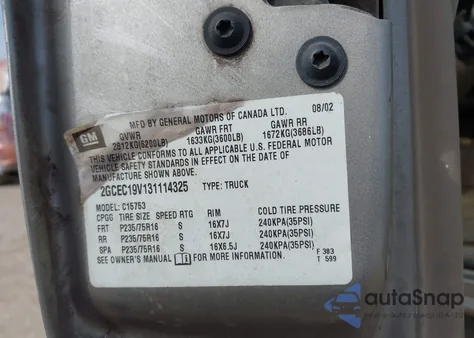 MFD BY GENERAL MOTORS OF CANADA LTD. 08/02
GM GVWR GAWR FRT GAWR RR
2812KG(6200LB) 1633KG(3600LB) 1672KG(3686LB)
THIS VEHICLE CONFORMS TO ALL APPLICABLE U.S. FEDERAL MOTOR
VEHICLE SAFETY STANDARDS IN EFFECT ON THE DATE OF
MANUFACTURE SHOWN ABOVE.
2GCEC19V131114325 TYPE: TRUCK
MODEL: C15753
CPGG TIRE SIZE SPEED RTG RIM COLD TIRE PRESSURE
FRT P235/75R16 S 16X7J 240KPA(35PSI)
RR P235/75R16 S 16X7J 240KPA(35PSI)
SPA P235/75R16 S 16X6.5J 240KPA(35PSI)
SEE OWNER'S MANUAL FOR MORE INFORMATION. F 383
T 599
autoSnap